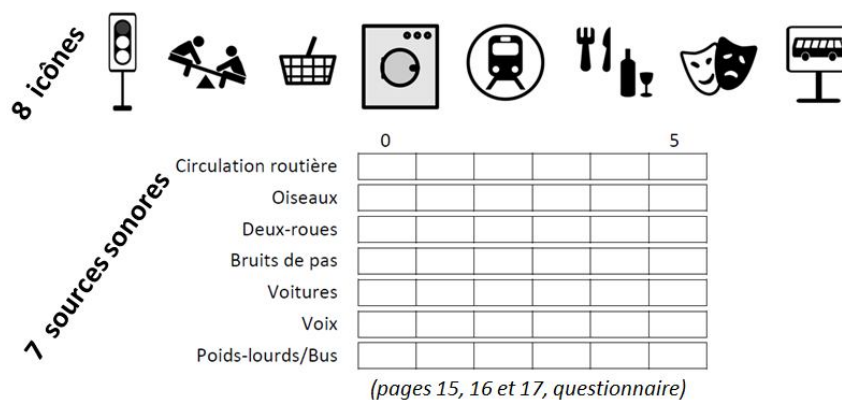 8 icônes
0 5
Circulation routière
Oiseaux
Deux-roues
Bruits de pas
Voitures
Voix
Poids-lourds/Bus
7 sources sonores
(pages 15, 16 et 17, questionnaire)